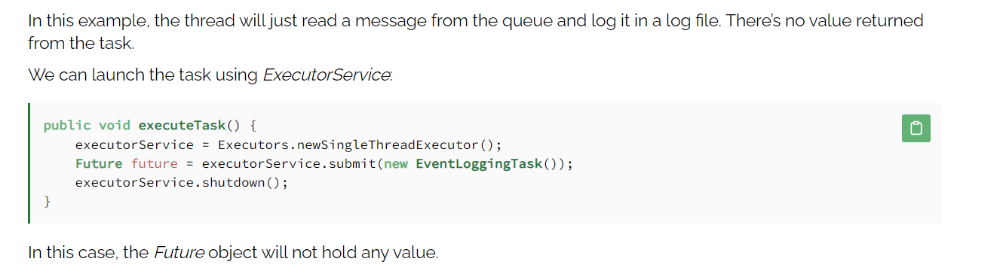 In this example, the thread will just read a message from the queue and log it in a log file. There’s no value returned
from the task.
We can launch the task using ExecutorService:
public void executeTask() {
    executorService = Executors.newSingleThreadExecutor();
    Future future = executorService.submit(new EventLoggingTask());
    executorService.shutdown();
}
In this case, the Future object will not hold any value.